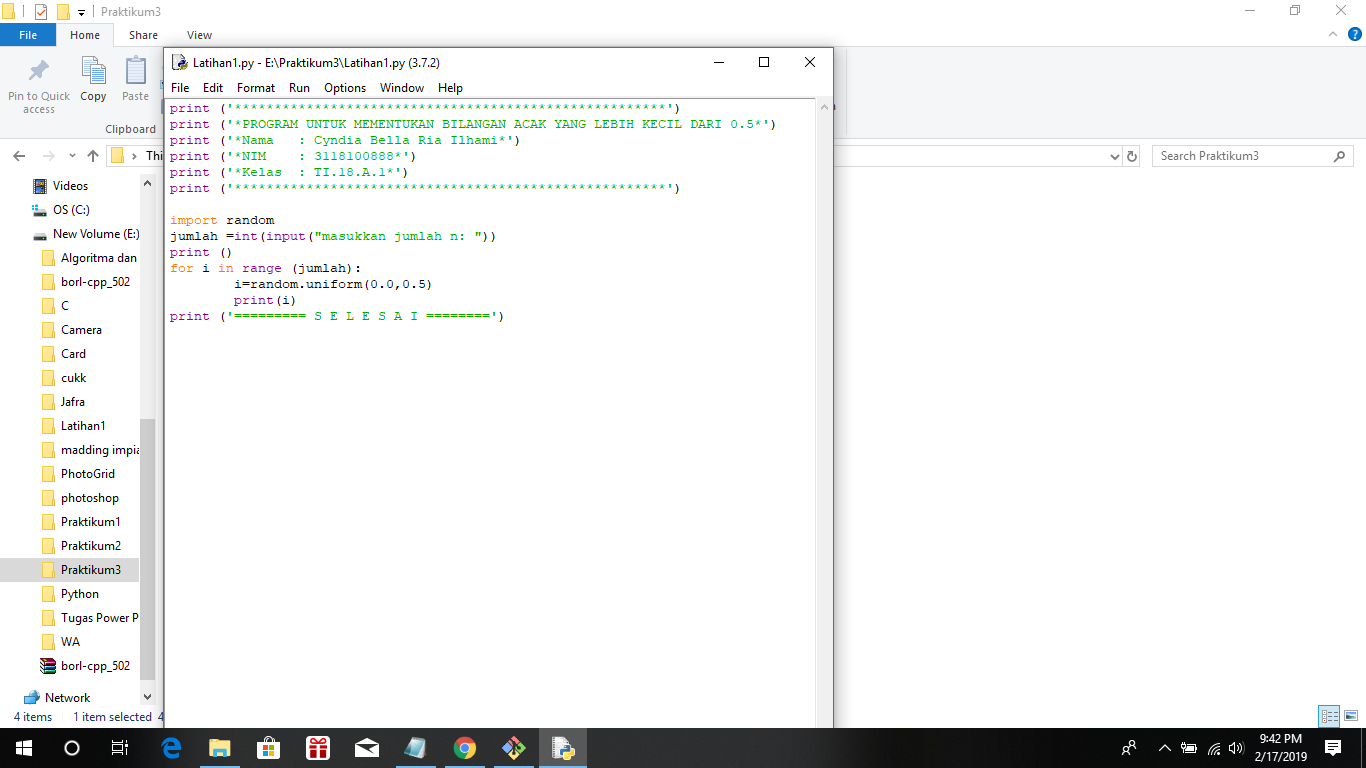 Praktikum3
File Home Share View
Pin to Quick access
Copy
Paste
Clipboard
Thi
Search Praktikum3
Videos
OS (C:)
New Volume (E:)
Algoritma dan
borl-cpp_502
C
Camera
Card
cukk
Jafra
Latihan1
madding impia
PhotoGrid
photoshop
Praktikum1
Praktikum2
Praktikum3
Python
Tugas Power P
WA
borl-cpp_502
Network
4 items 1 item selected 4
Latihan1.py - E:\Praktikum3\Latihan1.py (3.7.2)
File Edit Format Run Options Window Help
print ('******************************************************')
print ('*PROGRAM UNTUK MEMENTUKAN BILANGAN ACAK YANG LEBIH KECIL DARI 0.5*')
print ('*Nama   : Cyndia Bella Ria Ilhami*')
print ('*NIM    : 3118100888*')
print ('*Kelas  : TI.18.A.1*')
print ('******************************************************')
import random
jumlah =int(input("masukkan jumlah n: "))
print ()
for i in range (jumlah):
        i=random.uniform(0.0,0.5)
        print(i)
print ('========= S E L E S A I ========')
9:42 PM
2/17/2019